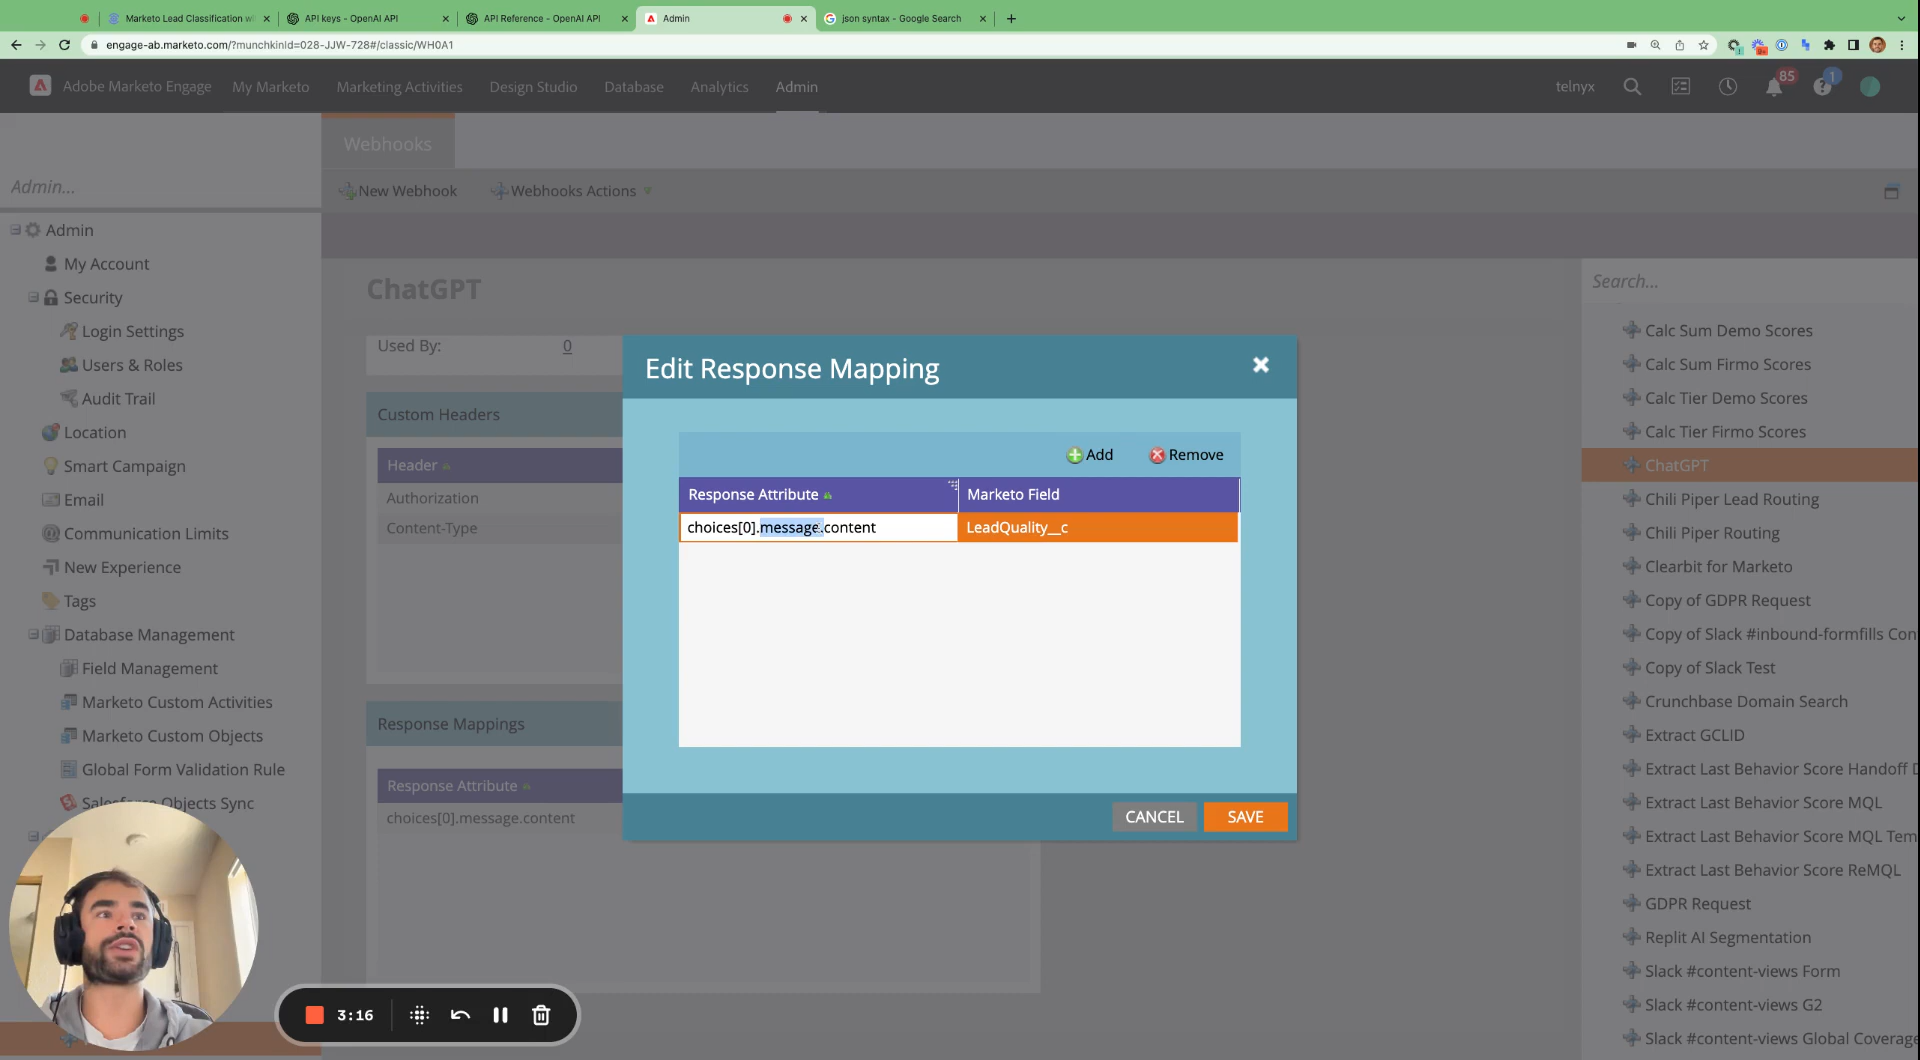 Marketo Lead Classification wi
API keys - OpenAI API
API Reference - OpenAI API
Admin
json syntax - Google Search
engage-ab.marketo.com/?munchkinId=028-JJW-728#/classic/WH0A1
Adobe Marketo Engage
My Marketo
Marketing Activities
Design Studio
Database
Analytics
Admin
telnyx
85
1
Webhooks
Admin...
New Webhook
Webhooks Actions
Admin
My Account
Security
Login Settings
Users & Roles
Audit Trail
Location
Smart Campaign
Email
Communication Limits
New Experience
Tags
Database Management
Field Management
Marketo Custom Activities
Marketo Custom Objects
Global Form Validation Rule
Salesforce Objects Sync
ChatGPT
Used By:
0
Custom Headers
Header
Authorization
Content-Type
Response Mappings
Response Attribute
choices[0].message.content
Edit Response Mapping
Add
Remove
Response Attribute
Marketo Field
choices[0].message.content
LeadQuality__c
CANCEL
SAVE
Search...
Calc Sum Demo Scores
Calc Sum Firmo Scores
Calc Tier Demo Scores
Calc Tier Firmo Scores
ChatGPT
Chili Piper Lead Routing
Chili Piper Routing
Clearbit for Marketo
Copy of GDPR Request
Copy of Slack #inbound-formfills Con
Copy of Slack Test
Crunchbase Domain Search
Extract GCLID
Extract Last Behavior Score Handoff D
Extract Last Behavior Score MQL
Extract Last Behavior Score MQL Tem
Extract Last Behavior Score ReMQL
GDPR Request
Replit AI Segmentation
Slack #content-views Form
Slack #content-views G2
Slack #content-views Global Coverage
3:16